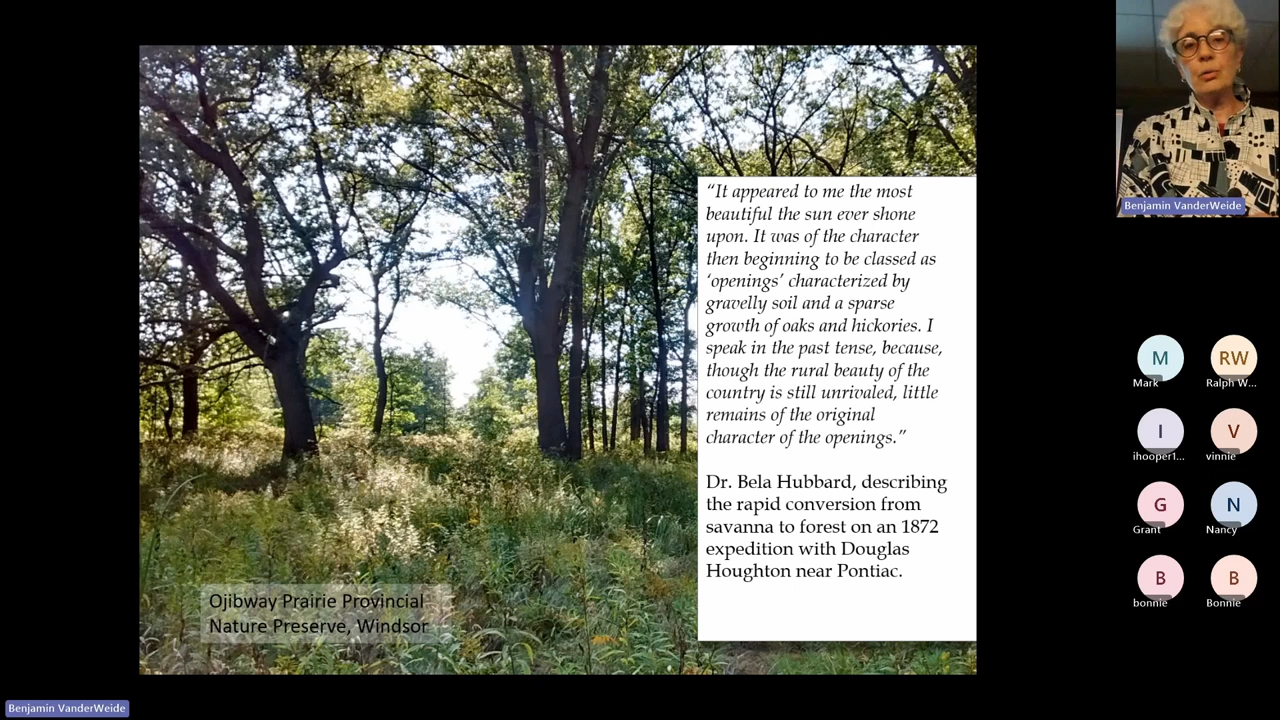 “It appeared to me the most
beautiful the sun ever shone
upon. It was of the character
then beginning to be classed as
‘openings’ characterized by
gravelly soil and a sparse
growth of oaks and hickories. I
speak in the past tense, because,
though the rural beauty of the
country is still unrivaled, little
remains of the original
character of the openings.”
Dr. Bela Hubbard, describing
the rapid conversion from
savanna to forest on an 1872
expedition with Douglas
Houghton near Pontiac.
Ojibway Prairie Provincial
Nature Preserve, Windsor
Benjamin VanderWeide
M
RW
Mark
Ralph W...
I
V
ihooper1...
vinnie
G
N
Grant
Nancy
B
B
bonnie
Bonnie
Benjamin VanderWeide